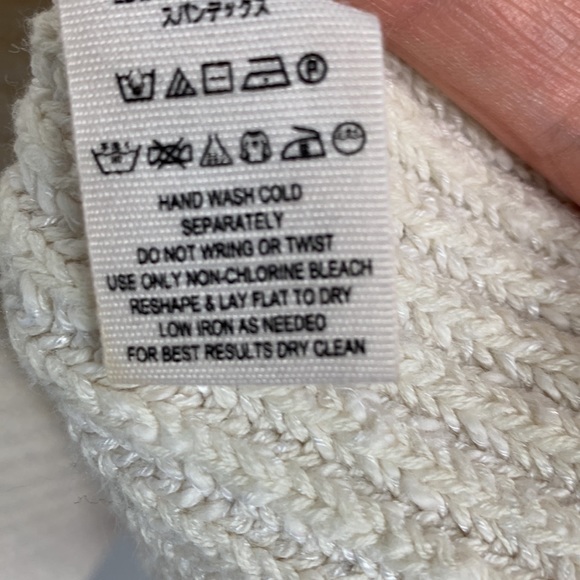 スパンデックス
P
HAND WASH COLD
SEPARATELY
DO NOT WRING OR TWIST
USE ONLY NON-CHLORINE BLEACH
RESHAPE & LAY FLAT TO DRY
LOW IRON AS NEEDED
FOR BEST RESULTS DRY CLEAN